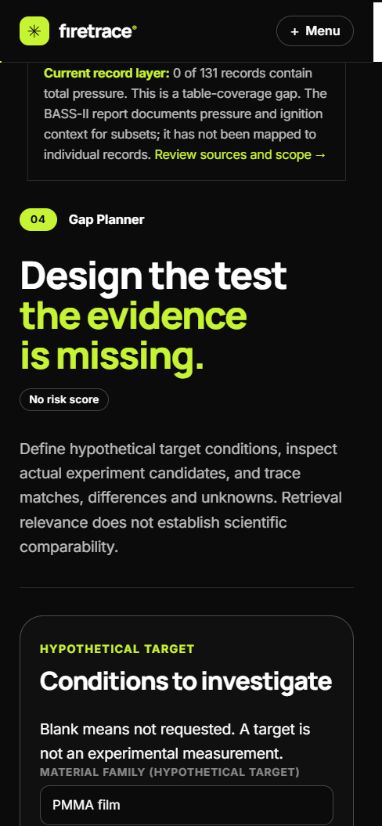 firetrace
+ Menu
Current record layer: 0 of 131 records contain
total pressure. This is a table-coverage gap. The
BASS-II report documents pressure and ignition
context for subsets; it has not been mapped to
individual records. Review sources and scope →
04 Gap Planner
Design the test
the evidence
is missing.
No risk score
Define hypothetical target conditions, inspect
actual experiment candidates, and trace
matches, differences and unknowns. Retrieval
relevance does not establish scientific
comparability.
HYPOTHETICAL TARGET
Conditions to investigate
Blank means not requested. A target is
not an experimental measurement.
MATERIAL FAMILY (HYPOTHETICAL TARGET)
PMMA film